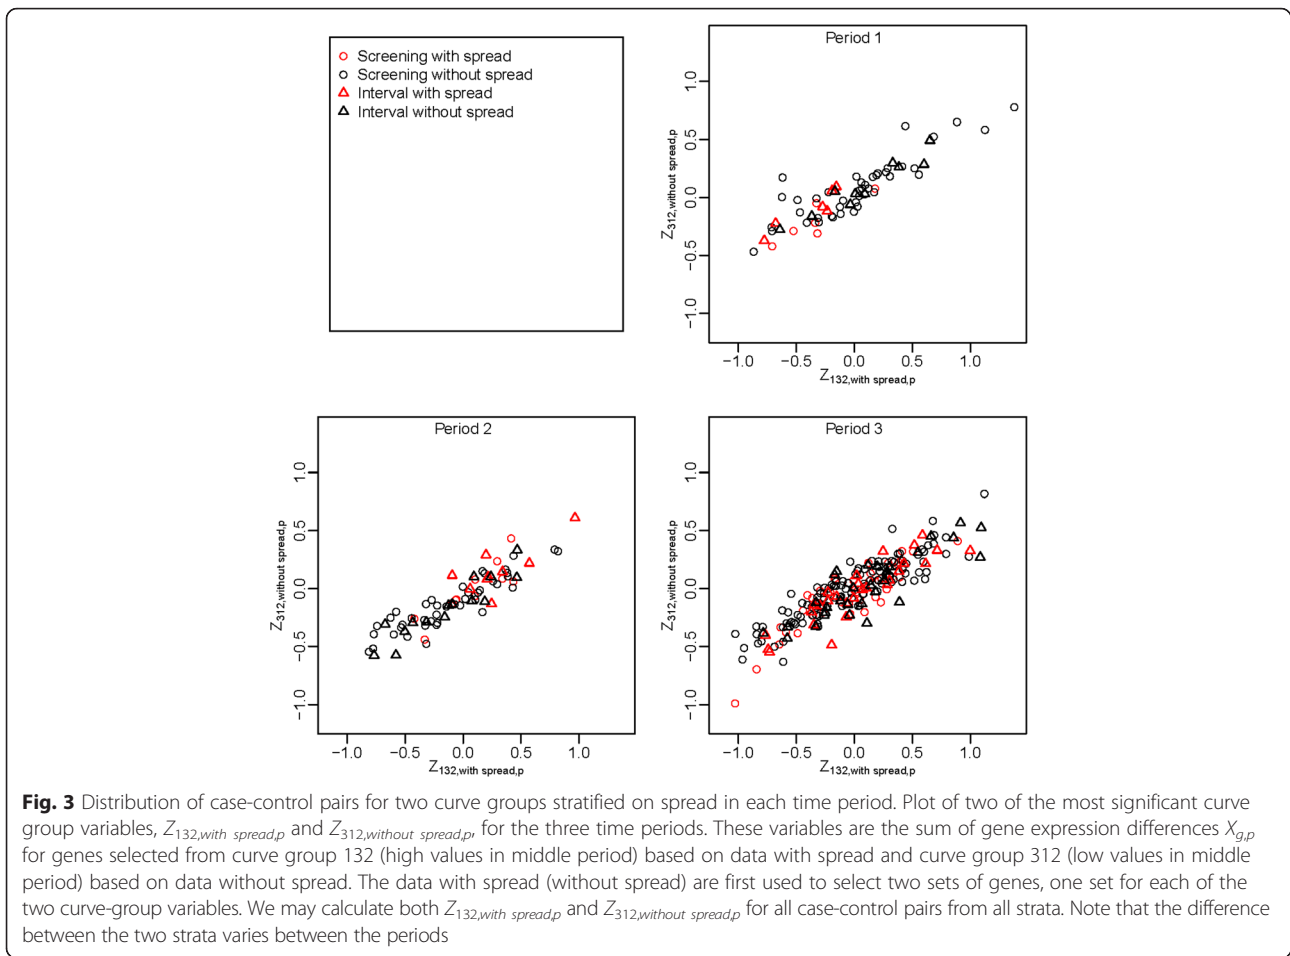 Screening with spread
Screening without spread
Interval with spread
Interval without spread
Period 1
1.0
0.5
0.0
−0.5
−1.0
Z312,without spread,p
−1.0 −0.5 0.0 0.5 1.0
Z132,with spread,p
Period 2
1.0
0.5
0.0
−0.5
−1.0
Z312,without spread,p
−1.0 −0.5 0.0 0.5 1.0
Z132,with spread,p
Period 3
1.0
0.5
0.0
−0.5
−1.0
Z312,without spread,p
−1.0 −0.5 0.0 0.5 1.0
Z132,with spread,p
Fig. 3 Distribution of case-control pairs for two curve groups stratified on spread in each time period. Plot of two of the most significant curve
group variables, Z132,with spread,p and Z312,without spread,p, for the three time periods. These variables are the sum of gene expression differences Xg,p
for genes selected from curve group 132 (high values in middle period) based on data with spread and curve group 312 (low values in middle
period) based on data without spread. The data with spread (without spread) are first used to select two sets of genes, one set for each of the
two curve-group variables. We may calculate both Z132,with spread,p and Z312,without spread,p for all case-control pairs from all strata. Note that the difference
between the two strata varies between the periods